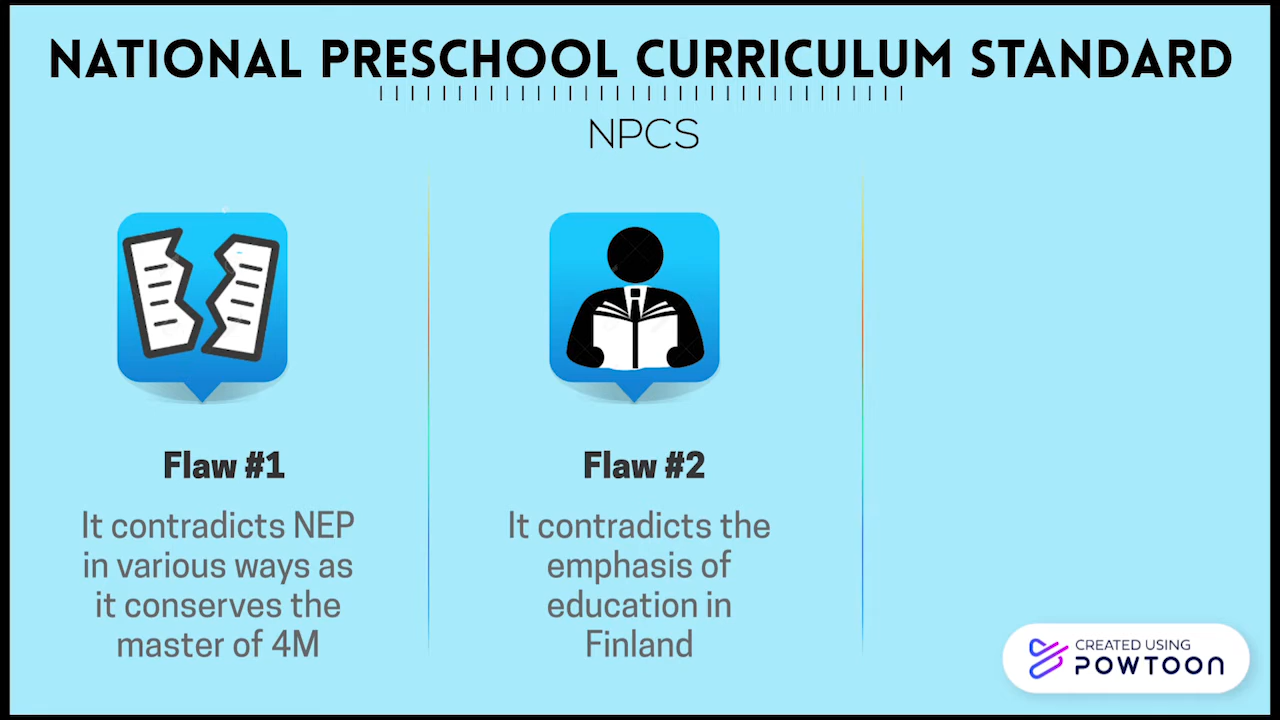 NATIONAL PRESCHOOL CURRICULUM STANDARD
NPCS
Flaw #1
It contradicts NEP
in various ways as
it conserves the
master of 4M
Flaw #2
It contradicts the
emphasis of
education in
Finland
CREATED USING
POWTOON